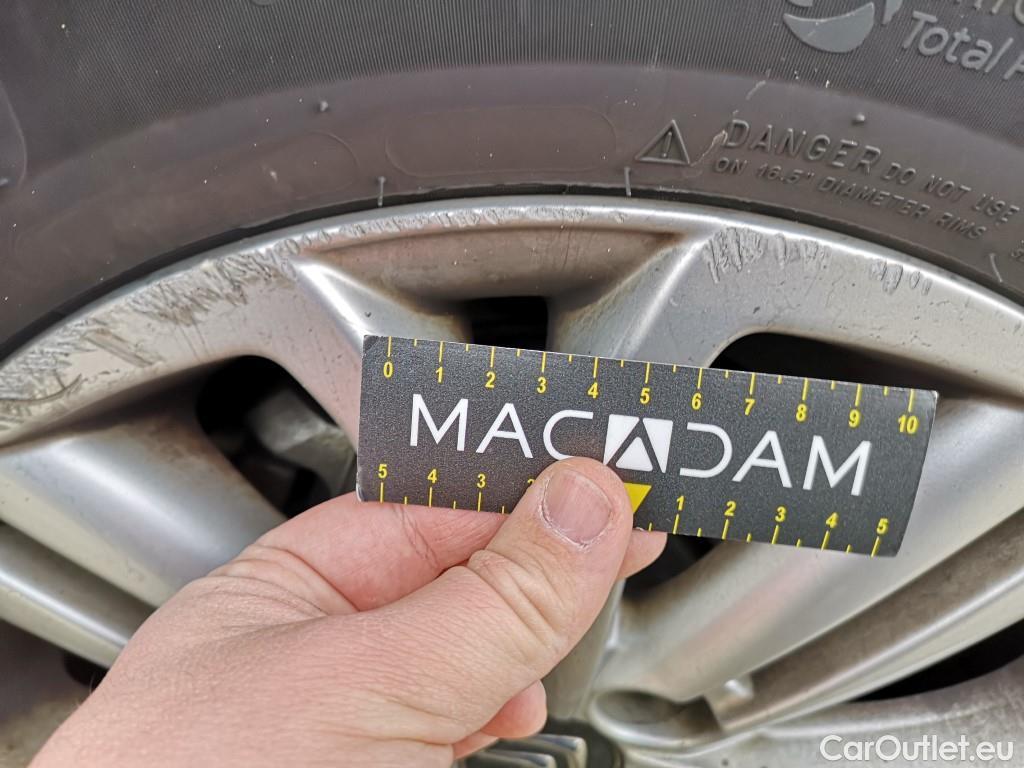 Total
DANGER DO NOT USE
ON 16.5" DIAMETER RIMS
0 1 2 3 4 5 6 7 8 9 10
MACADAM
5 4 3 1 2 3 4 5
CarOutlet.eu